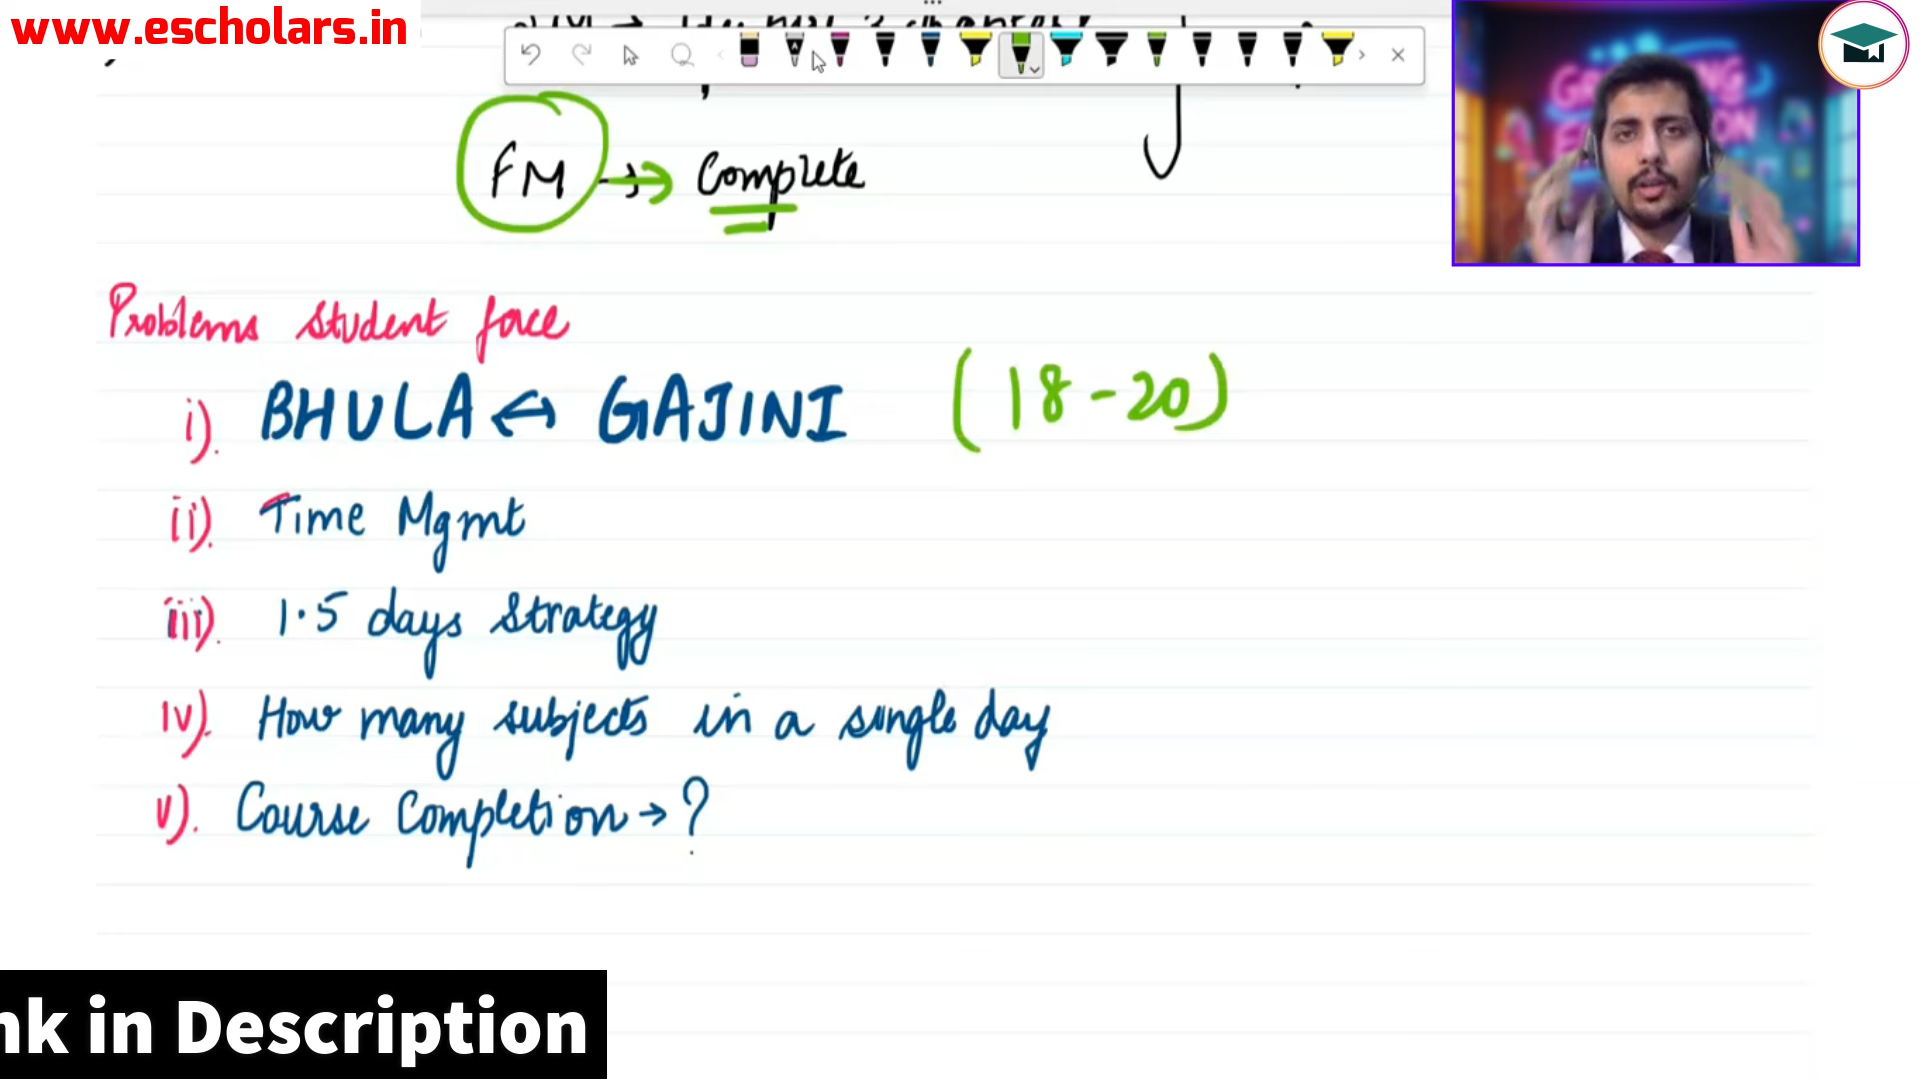 www.escholars.in
FM → Complete
Problems student face
i). BHULA ↔ GAJINI (18-20)
ii). Time Mgmt
iii). 1.5 days Strategy
iv). How many subjects in a single day
v). Course Completion → ?
nk in Description